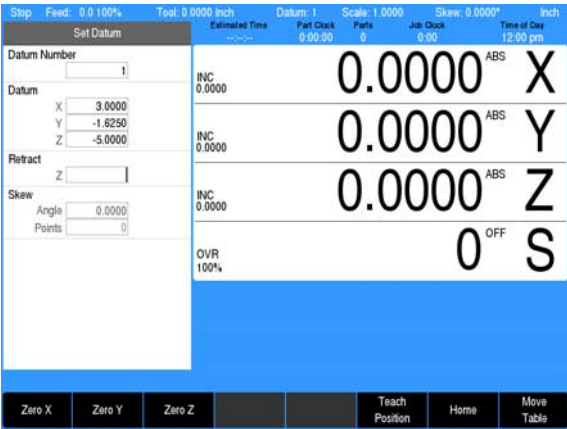 Stop Feed: 0.0 100% Tool: 0.0000 Inch Datum: 1 Scale: 1.0000 Skew: 0.0000° Inch
Set Datum
Estimated Time Part Clock Parts Job Clock Time of Day
--:--:-- 0:00:00 0 0:00 12:00 pm
Datum Number
1
Datum
X 3.0000
Y -1.6250
Z -5.0000
Retract
Z
Skew
Angle 0.0000
Points 0
INC
0.0000
0.0000 ABS X
INC
0.0000
0.0000 ABS Y
INC
0.0000
0.0000 ABS Z
OVR
100%
0 OFF S
Zero X Zero Y Zero Z Teach Position Home Move Table